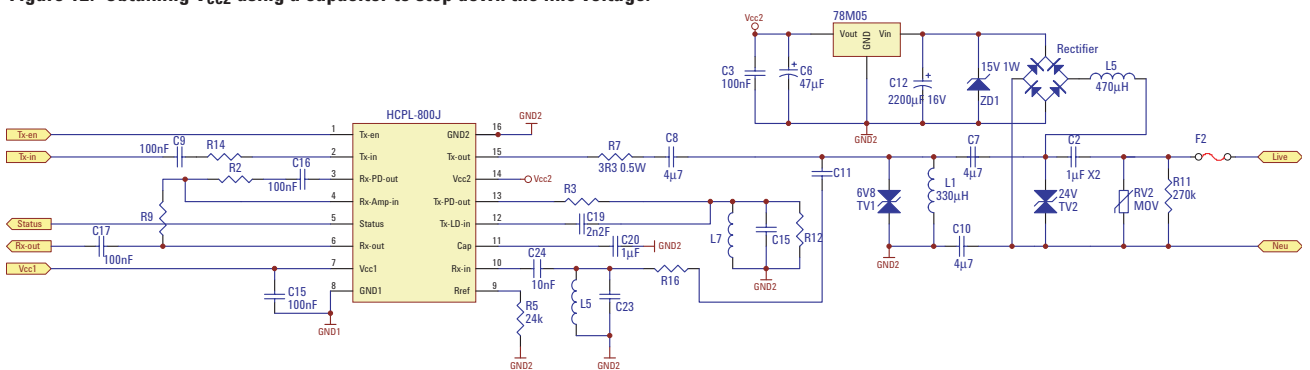 Figure 12. Obtaining Vcc2 using a capacitor to step down the line voltage.
Vcc2
78M05
Vout
Vin
GND
C3
100nF
C6
47µF
C12
2200µF 16V
15V 1W
ZD1
Rectifier
L5
470µH
GND2
HCPL-800J
Tx-en
1
Tx-en
GND2
16
GND2
Tx-in
100nF
C9
R14
2
Tx-in
Tx-out
15
R7
3R3 0.5W
C8
4µ7
C7
4µ7
C2
1µF X2
F2
Live
R2
C16
100nF
3
Rx-PD-out
Vcc2
14
Vcc2
C11
4
Rx-Amp-in
Tx-PD-out
13
R3
6V8
TV1
L1
330µH
24V
TV2
RV2
MOV
R11
270k
R9
Status
5
Status
Tx-LD-in
12
C19
2n2F
L7
C15
R12
Rx-out
C17
100nF
6
Rx-out
Cap
11
C20
1µF
GND2
C10
4µ7
Neu
GND2
Vcc1
7
Vcc1
Rx-in
10
C24
10nF
R16
GND2
C15
100nF
8
GND1
Rref
9
R5
24k
L5
C23
GND1
GND2
GND2